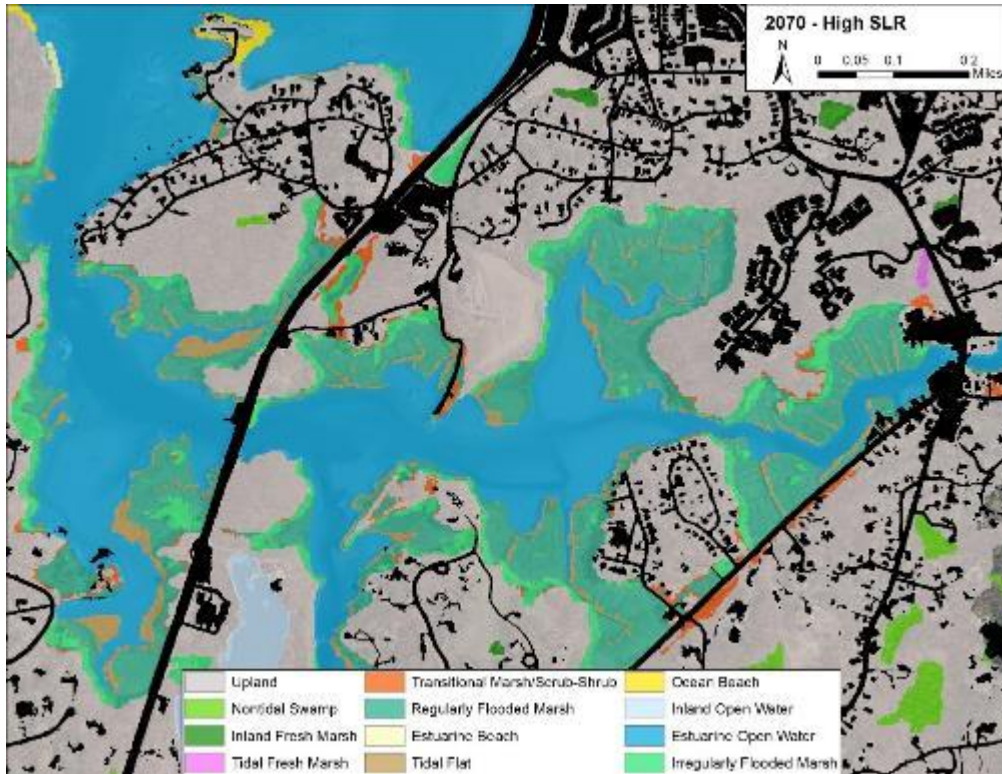 2070 - High SLR
N
0 0.05 0.1 0.2
Miles
Upland
Nontidal Swamp
Inland Fresh Marsh
Tidal Fresh Marsh
Transitional Marsh/Scrub-Shrub
Regularly Flooded Marsh
Estuarine Beach
Tidal Flat
Ocean Beach
Inland Open Water
Estuarine Open Water
Irregularly Flooded Marsh